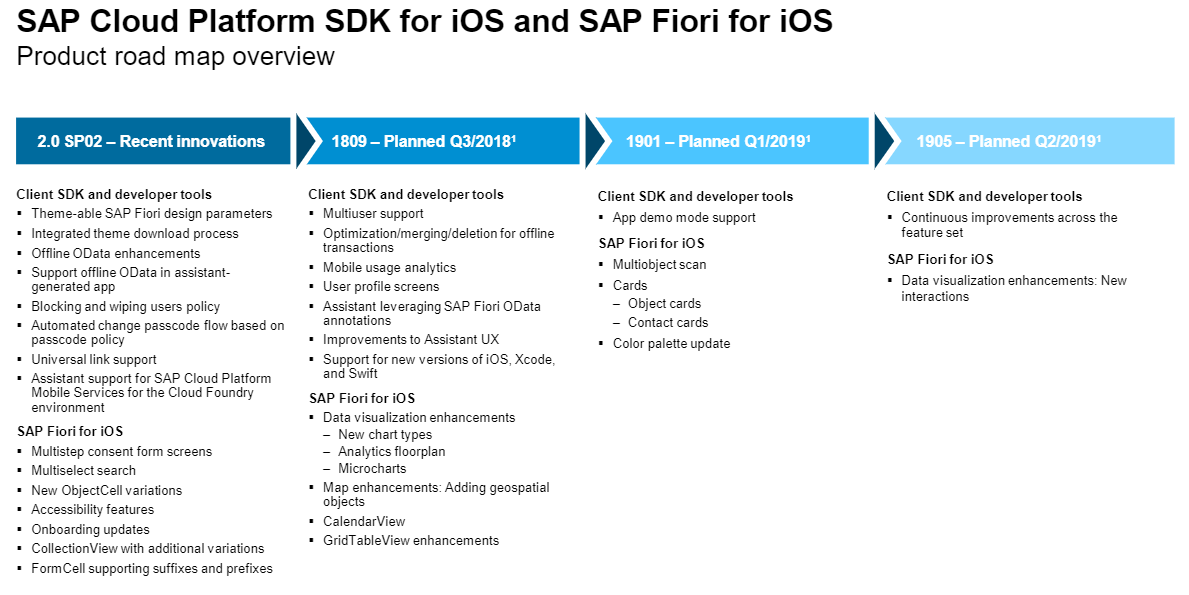 SAP Cloud Platform SDK for iOS and SAP Fiori for iOS
Product road map overview
2.0 SP02 – Recent innovations
Client SDK and developer tools
▪ Theme-able SAP Fiori design parameters
▪ Integrated theme download process
▪ Offline OData enhancements
▪ Support offline OData in assistant-
generated app
▪ Blocking and wiping users policy
▪ Automated change passcode flow based on
passcode policy
▪ Universal link support
▪ Assistant support for SAP Cloud Platform
Mobile Services for the Cloud Foundry
environment
SAP Fiori for iOS
▪ Multistep consent form screens
▪ Multiselect search
▪ New ObjectCell variations
▪ Accessibility features
▪ Onboarding updates
▪ CollectionView with additional variations
▪ FormCell supporting suffixes and prefixes
1809 – Planned Q3/2018¹
Client SDK and developer tools
▪ Multiuser support
▪ Optimization/merging/deletion for offline
transactions
▪ Mobile usage analytics
▪ User profile screens
▪ Assistant leveraging SAP Fiori OData
annotations
▪ Improvements to Assistant UX
▪ Support for new versions of iOS, Xcode,
and Swift
SAP Fiori for iOS
▪ Data visualization enhancements
– New chart types
– Analytics floorplan
– Microcharts
▪ Map enhancements: Adding geospatial
objects
▪ CalendarView
▪ GridTableView enhancements
1901 – Planned Q1/2019¹
Client SDK and developer tools
▪ App demo mode support
SAP Fiori for iOS
▪ Multiobject scan
▪ Cards
– Object cards
– Contact cards
▪ Color palette update
1905 – Planned Q2/2019¹
Client SDK and developer tools
▪ Continuous improvements across the
feature set
SAP Fiori for iOS
▪ Data visualization enhancements: New
interactions